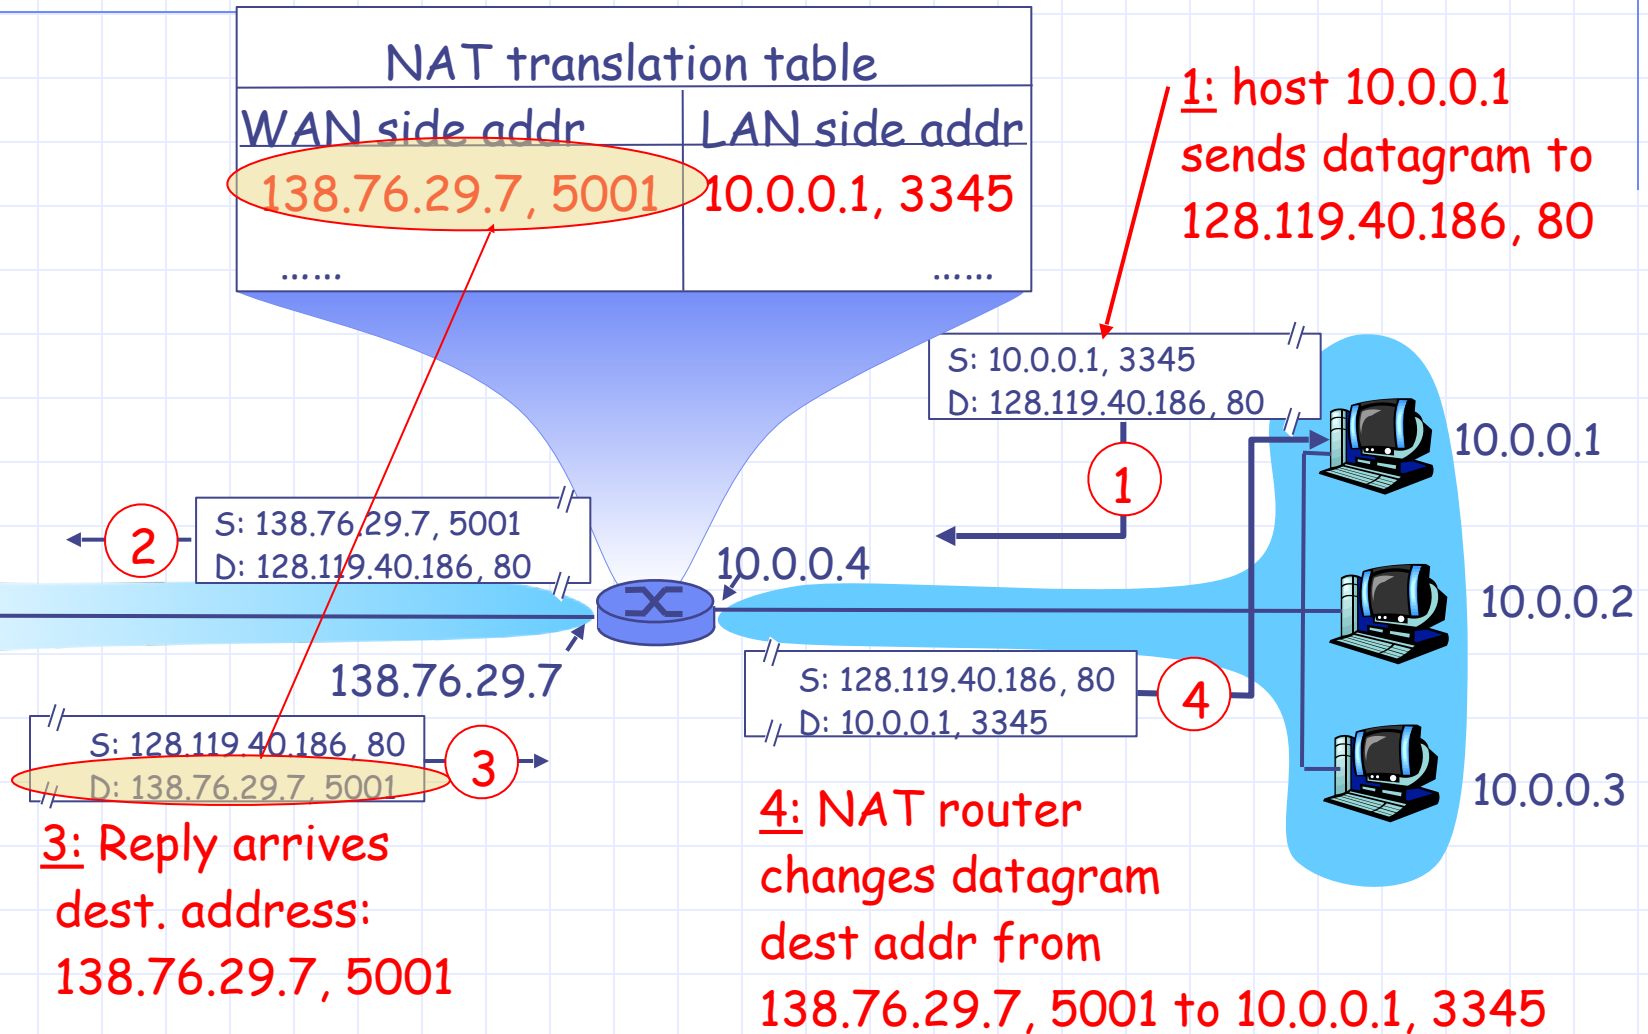 NAT translation table
WAN side addr LAN side addr
138.76.29.7, 5001 10.0.0.1, 3345
...... ......
1: host 10.0.0.1
sends datagram to
128.119.40.186, 80
S: 10.0.0.1, 3345
D: 128.119.40.186, 80
1
10.0.0.1
2
S: 138.76.29.7, 5001
D: 128.119.40.186, 80
10.0.0.4
10.0.0.2
138.76.29.7
S: 128.119.40.186, 80
D: 10.0.0.1, 3345
4
S: 128.119.40.186, 80
D: 138.76.29.7, 5001
3
10.0.0.3
3: Reply arrives
dest. address:
138.76.29.7, 5001
4: NAT router
changes datagram
dest addr from
138.76.29.7, 5001 to 10.0.0.1, 3345